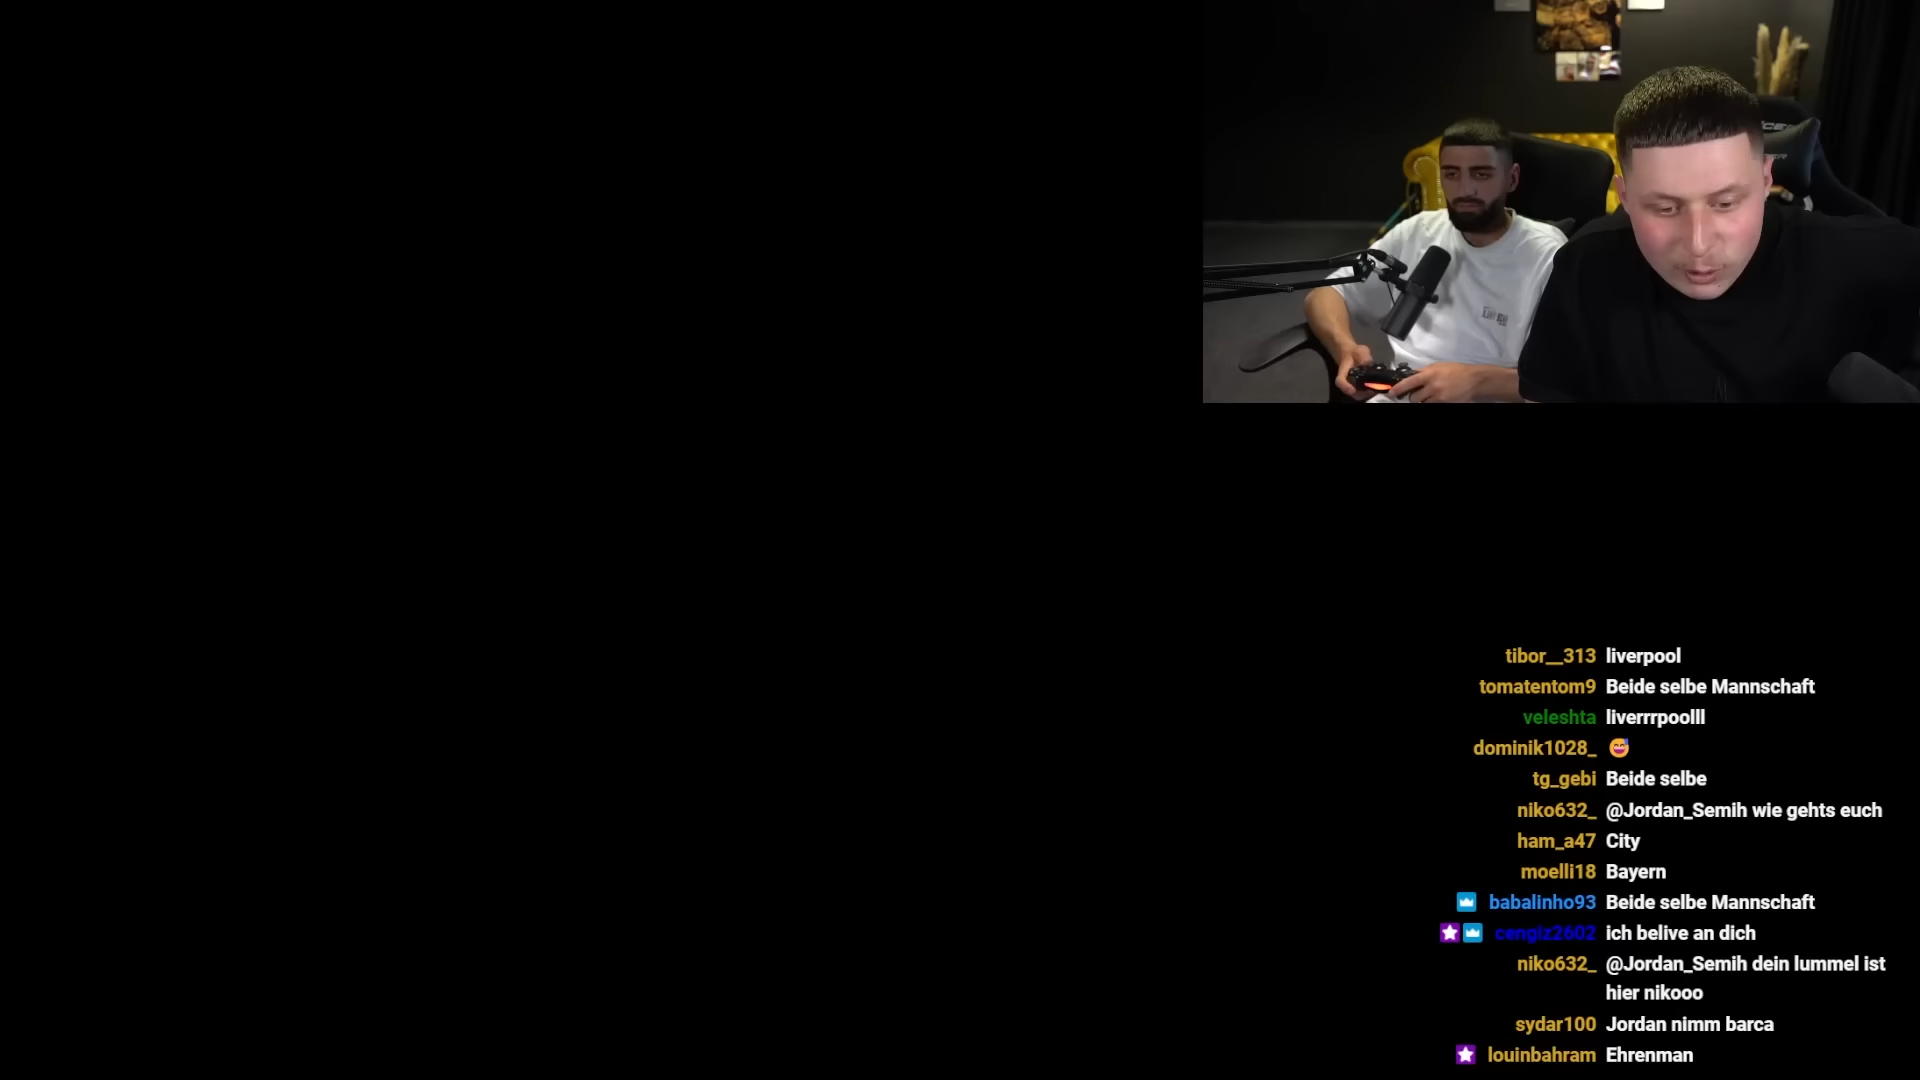 tibor__313 liverpool
tomatentom9 Beide selbe Mannschaft
veleshta liverrrpoolll
dominik1028_ 😅
tg_gebi Beide selbe
niko632_ @Jordan_Semih wie gehts euch
ham_a47 City
moelli18 Bayern
babalinho93 Beide selbe Mannschaft
cengiz2602 ich belive an dich
niko632_ @Jordan_Semih dein lummel ist
hier nikooo
sydar100 Jordan nimm barca
louinbahram Ehrenman